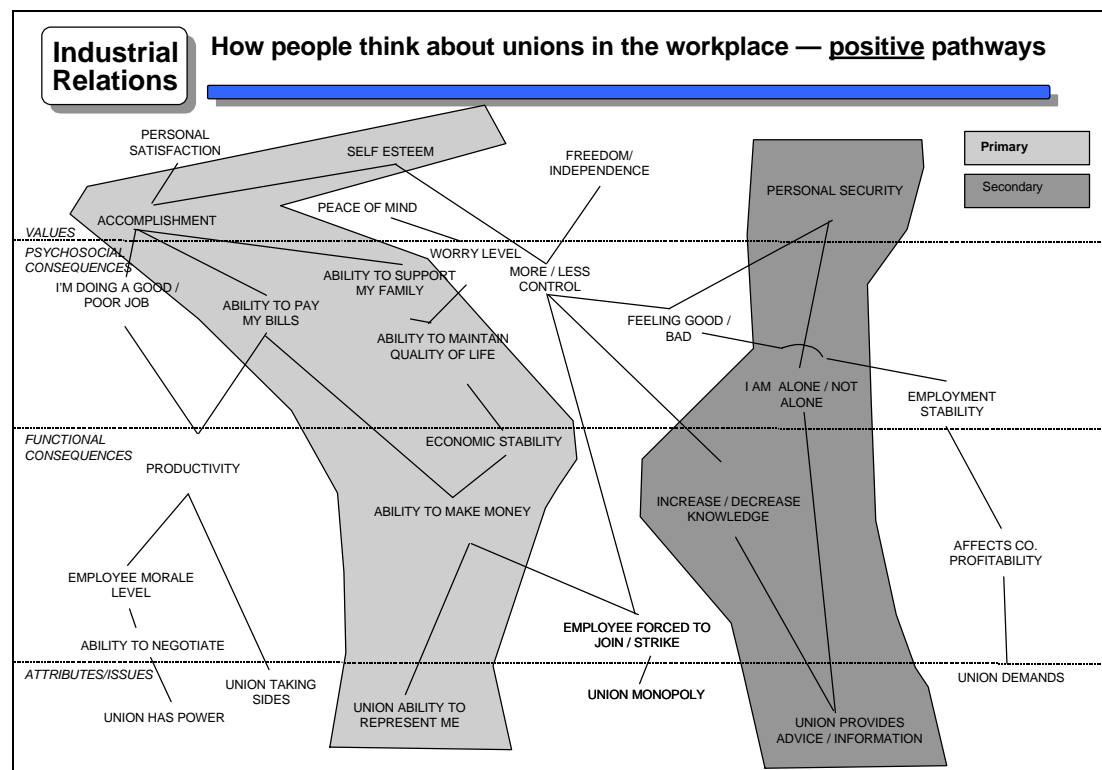 Industrial
Relations
How people think about unions in the workplace — positive pathways
Primary
Secondary
PERSONAL
SATISFACTION
SELF ESTEEM
FREEDOM/
INDEPENDENCE
PERSONAL SECURITY
ACCOMPLISHMENT
PEACE OF MIND
VALUES
PSYCHOSOCIAL
CONSEQUENCES
WORRY LEVEL
I'M DOING A GOOD /
POOR JOB
ABILITY TO SUPPORT
MY FAMILY
MORE / LESS
CONTROL
ABILITY TO PAY
MY BILLS
FEELING GOOD /
BAD
ABILITY TO MAINTAIN
QUALITY OF LIFE
I AM ALONE / NOT
ALONE
EMPLOYMENT
STABILITY
FUNCTIONAL
CONSEQUENCES
ECONOMIC STABILITY
PRODUCTIVITY
ABILITY TO MAKE MONEY
INCREASE / DECREASE
KNOWLEDGE
AFFECTS CO.
PROFITABILITY
EMPLOYEE MORALE
LEVEL
EMPLOYEE FORCED TO
JOIN / STRIKE
ABILITY TO NEGOTIATE
ATTRIBUTES/ISSUES
UNION TAKING
SIDES
UNION MONOPOLY
UNION DEMANDS
UNION HAS POWER
UNION ABILITY TO
REPRESENT ME
UNION PROVIDES
ADVICE / INFORMATION